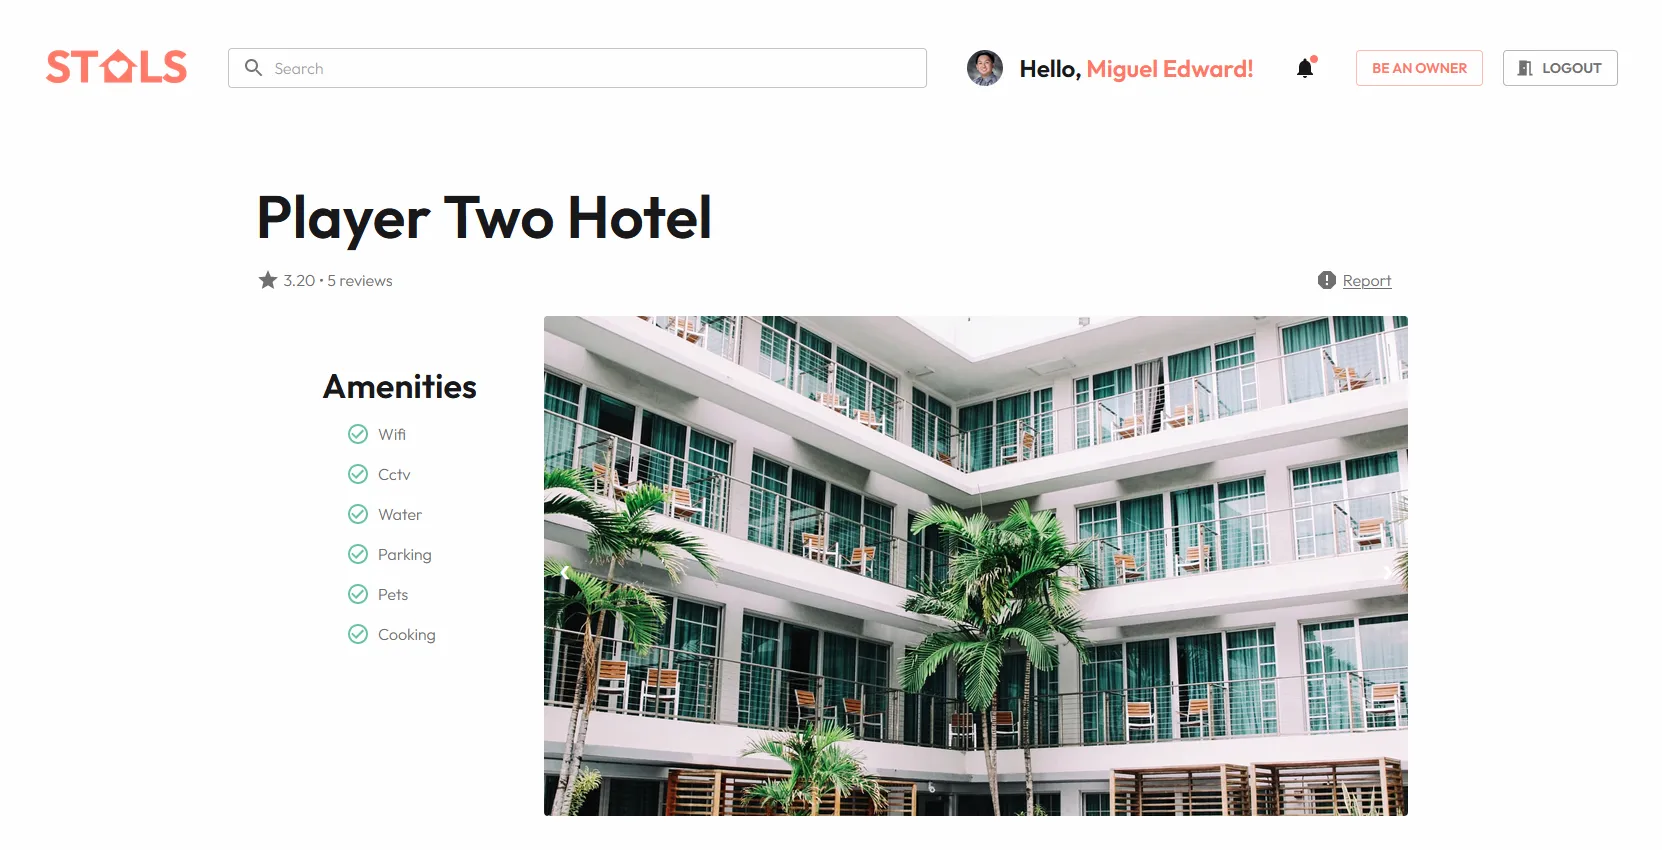 STALS
Search
Hello, Miguel Edward!
BE AN OWNER
LOGOUT
Player Two Hotel
3.20 • 5 reviews
Report
Amenities
Wifi
Cctv
Water
Parking
Pets
Cooking